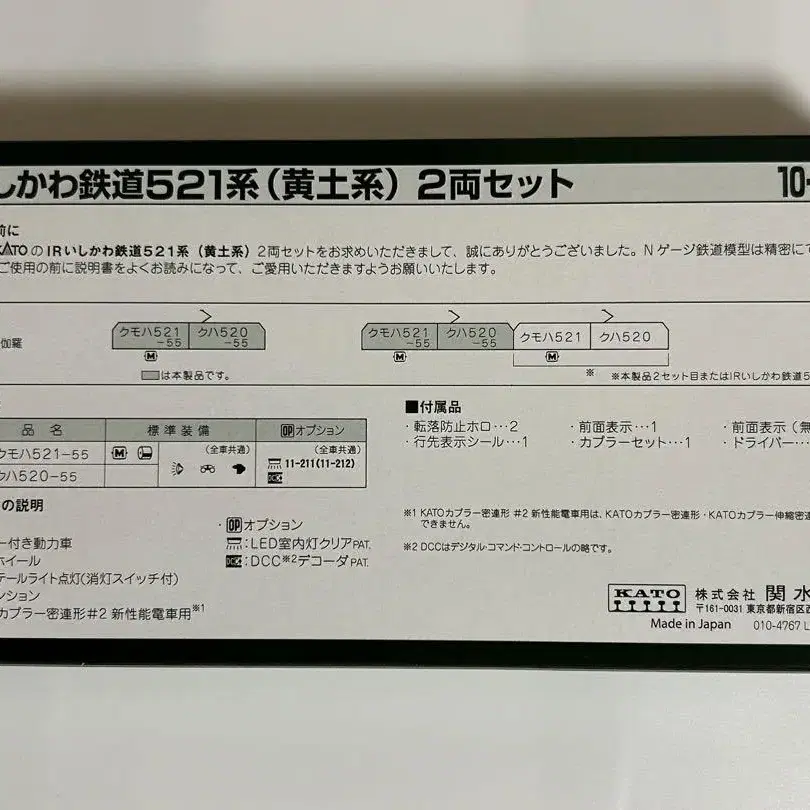 しかわ鉄道521系(黄土系) 2両セット 10-
前に
KATOのIRいしかわ鉄道521系(黄土系)2両セットをお求めいただきまして、誠にありがとうございました。Nゲージ鉄道模型は精密にで
ご使用の前に説明書をよくお読みになって、ご愛用いただきますようお願いいたします。
伽羅
クモハ521-55 クハ520-55
クモハ521-55 クハ520-55 クモハ521 クハ520
M M M
は本製品です。
※ ※本製品2セット目またはIRいしかわ鉄道5
品名 標準装備 OPオプション
クモハ521-55 M (全車共通) (全車共通)
クハ520-55 11-211(11-212)
DCC
■付属品
・転落防止ホロ…2 ・前面表示…1 ・前面表示(無
・行先表示シール…1 ・カプラーセット…1 ・ドライバー…
の説明
・OPオプション
ー付き動力車 :LED室内灯クリアPAT.
ホイール DCC:DCC※2デコーダPAT.
テールライト点灯(消灯スイッチ付)
ンション
カプラー密連形#2 新性能電車用※1
※1 KATOカプラー密連形 #2 新性能電車用は、KATOカプラー密連形・KATOカプラー伸縮密連
できません。
※2 DCCはデジタル・コマンド・コントロールの略です。
KATO 株式会社 関水
〒161-0031 東京都新宿区西
Made in Japan 010-4767 L